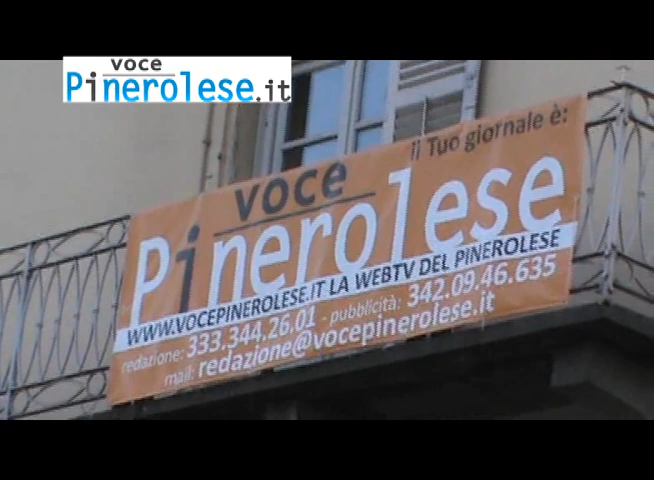 voce
Pinerolese.it
il Tuo giornale è:
voce
Pinerolese
WWW.VOCEPINEROLESE.IT LA WEBTV DEL PINEROLESE
redazione: 333.344.26.01 - pubblicità: 342.09.46.635
mail: redazione@vocepinerolese.it